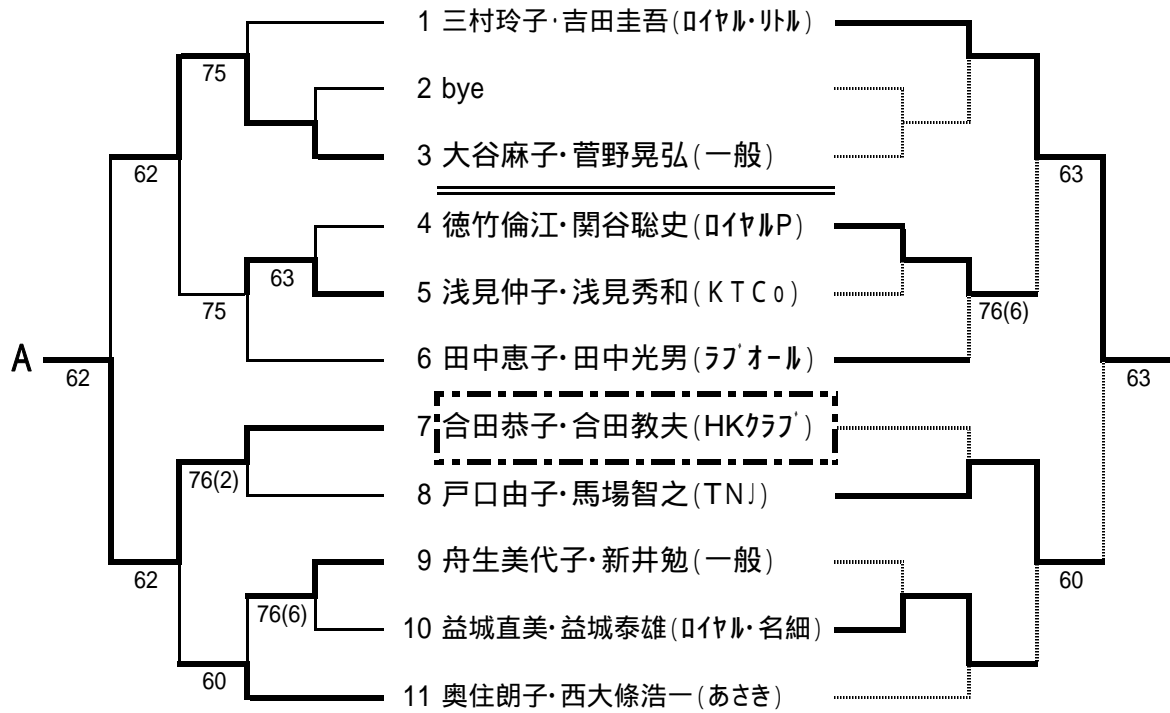 1 三村玲子・吉田圭吾(ﾛｲﾔﾙ・ﾘﾄﾙ)
75
2 bye
3 大谷麻子・菅野晃弘(一般)
62
63
4 徳竹倫江・関谷聡史(ﾛｲﾔﾙP)
63
5 浅見仲子・浅見秀和(KTCo)
75
76(6)
6 田中恵子・田中光男(ﾗﾌﾞｵｰﾙ)
A
62
63
7 合田恭子・合田教夫(HKｸﾗﾌﾞ)
76(2)
8 戸口由子・馬場智之(TNJ)
9 舟生美代子・新井勉(一般)
62
60
76(6)
10 益城直美・益城泰雄(ﾛｲﾔﾙ・名細)
60
11 奥住朗子・西大條浩一(あさき)